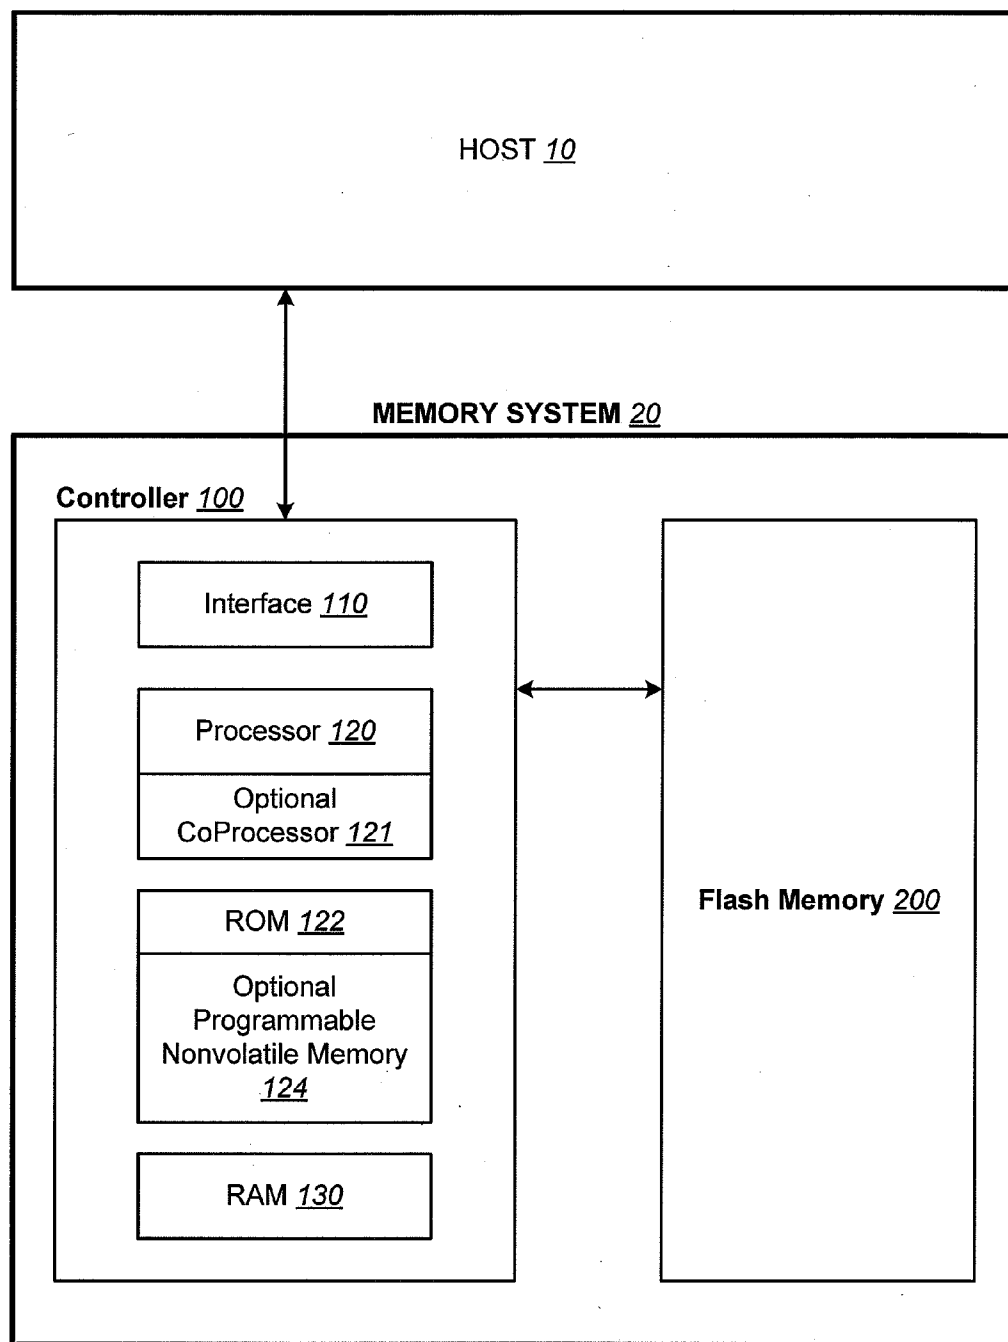 HOST 10
MEMORY SYSTEM 20
Controller 100
Interface 110
Processor 120
Optional
CoProcessor 121
ROM 122
Optional
Programmable
Nonvolatile Memory
124
RAM 130
Flash Memory 200